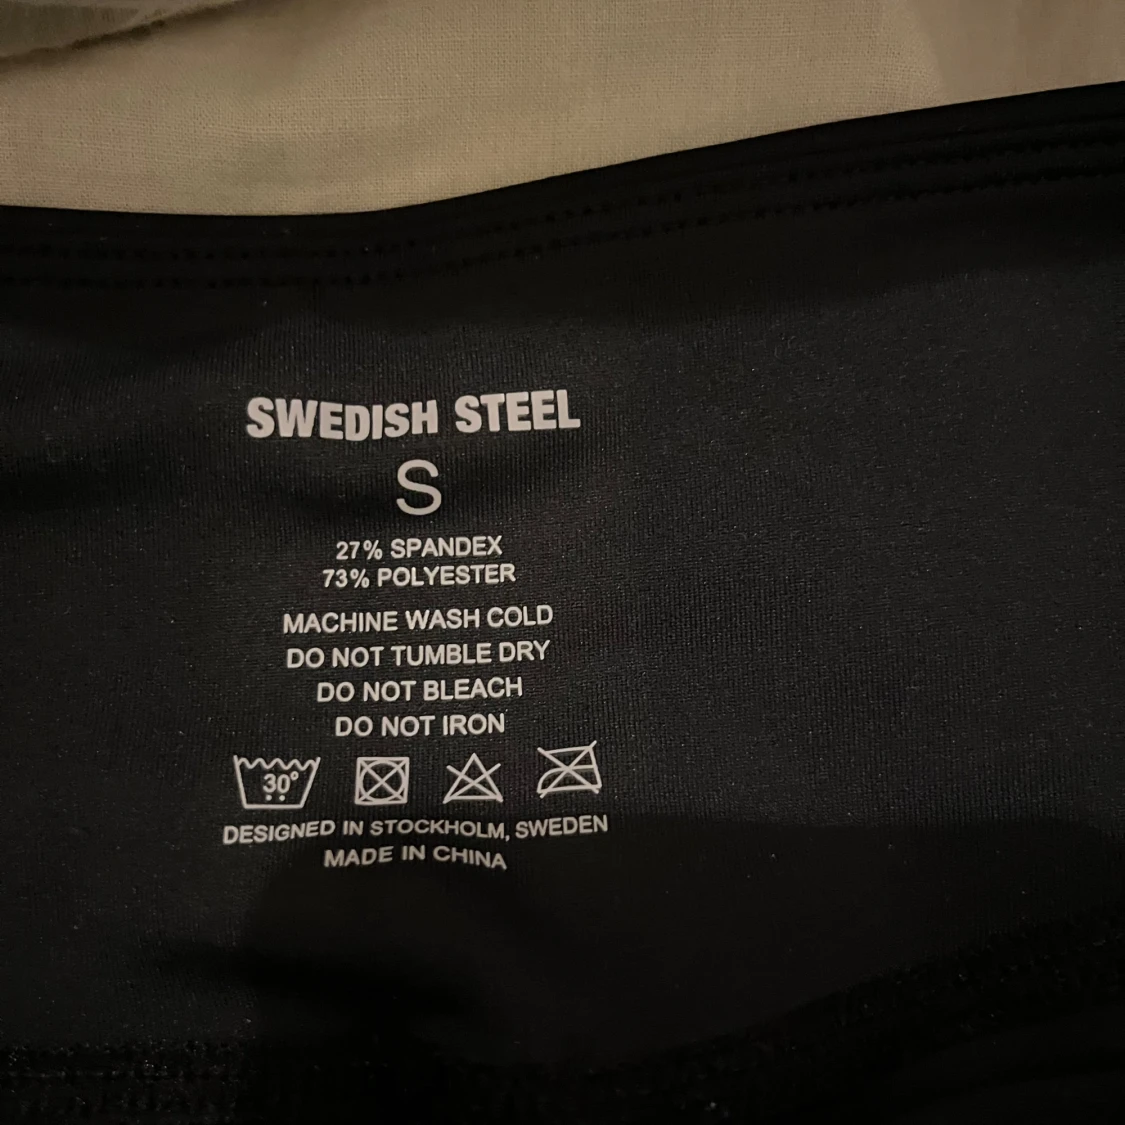 SWEDISH STEEL
S
27% SPANDEX
73% POLYESTER
MACHINE WASH COLD
DO NOT TUMBLE DRY
DO NOT BLEACH
DO NOT IRON
30°
DESIGNED IN STOCKHOLM, SWEDEN
MADE IN CHINA